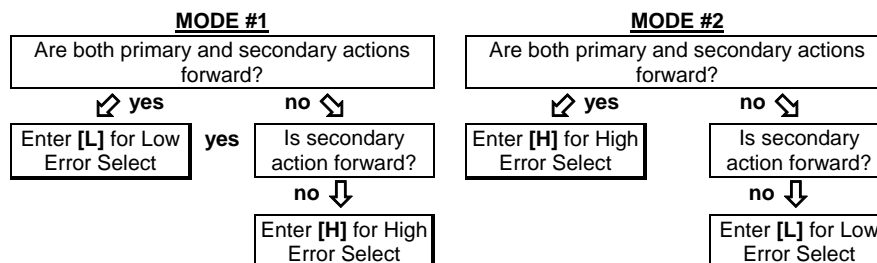 MODE #1
Are both primary and secondary actions
forward?
yes
no
Enter [L] for Low
Error Select
yes
Is secondary
action forward?
no
Enter [H] for High
Error Select
MODE #2
Are both primary and secondary actions
forward?
yes
no
Enter [H] for High
Error Select
Is secondary
action forward?
no
Enter [L] for Low
Error Select